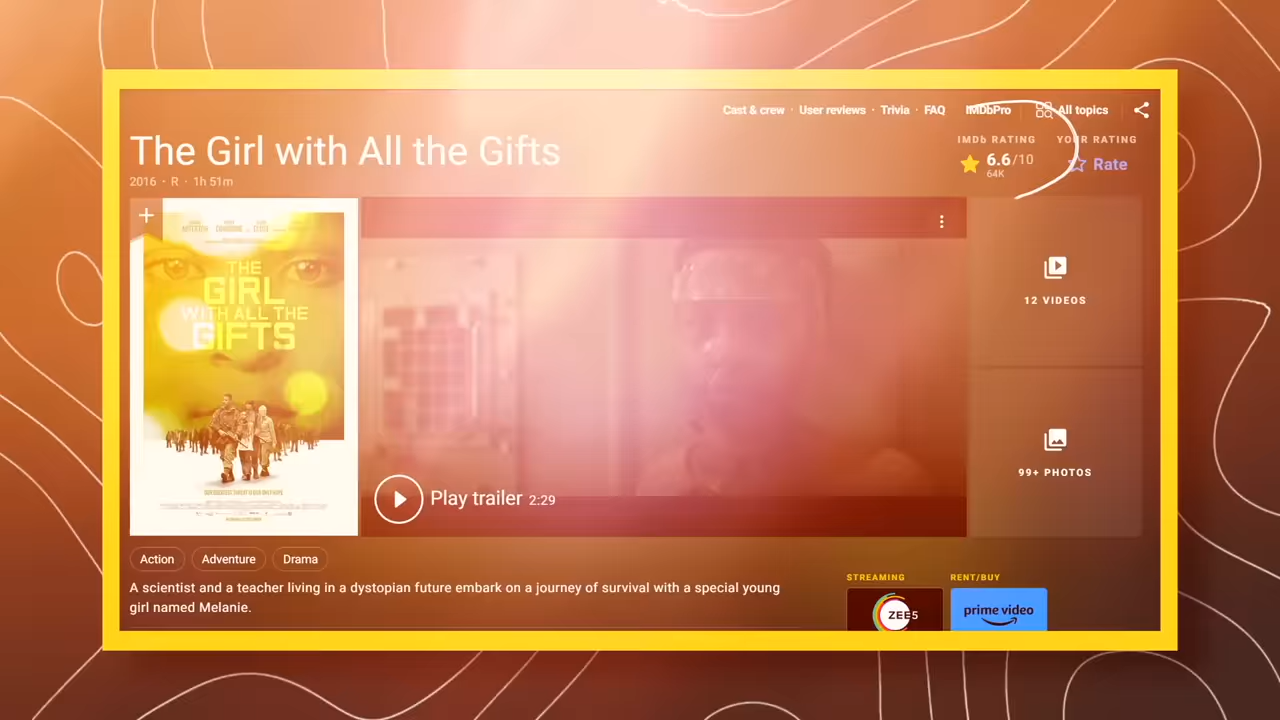 Cast & crew · User reviews · Trivia · FAQ
IMDbPro
All topics
The Girl with All the Gifts
2016 · R · 1h 51m
IMDb RATING
6.6/10
64K
YOUR RATING
Rate
THE
GIRL
WITH ALL THE
GIFTS
12 VIDEOS
99+ PHOTOS
Play trailer 2:29
Action
Adventure
Drama
A scientist and a teacher living in a dystopian future embark on a journey of survival with a special young
girl named Melanie.
STREAMING
RENT/BUY
ZEE5
prime video